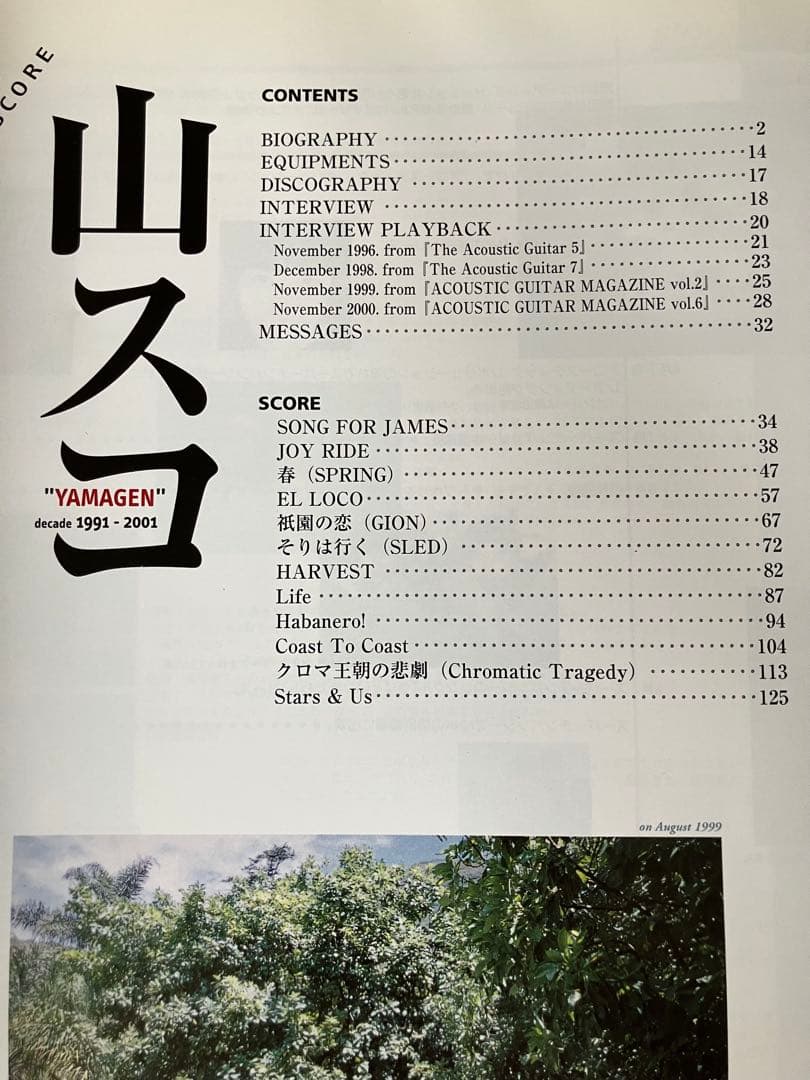 SCORE
山スコ
"YAMAGEN"
decade 1991 - 2001
CONTENTS
BIOGRAPHY ････････････････････････････････････2
EQUIPMENTS････････････････････････････････････14
DISCOGRAPHY ････････････････････････････････････17
INTERVIEW ････････････････････････････････････18
INTERVIEW PLAYBACK････････････････････････････20
November 1996. from『The Acoustic Guitar 5』････････････････21
December 1998. from『The Acoustic Guitar 7』････････････････23
November 1999. from『ACOUSTIC GUITAR MAGAZINE vol.2』････25
November 2000. from『ACOUSTIC GUITAR MAGAZINE vol.6』････28
MESSAGES････････････････････････････････････32
SCORE
SONG FOR JAMES････････････････････････････････34
JOY RIDE ････････････････････････････････････38
春（SPRING）････････････････････････････････････47
EL LOCO････････････････････････････････････57
祇園の恋（GION）････････････････････････････････67
そりは行く（SLED）････････････････････････････････72
HARVEST ････････････････････････････････････82
Life ････････････････････････････････････87
Habanero! ････････････････････････････････････94
Coast To Coast････････････････････････････････104
クロマ王朝の悲劇（Chromatic Tragedy）･･･････････113
Stars & Us････････････････････････････････････125
on August 1999